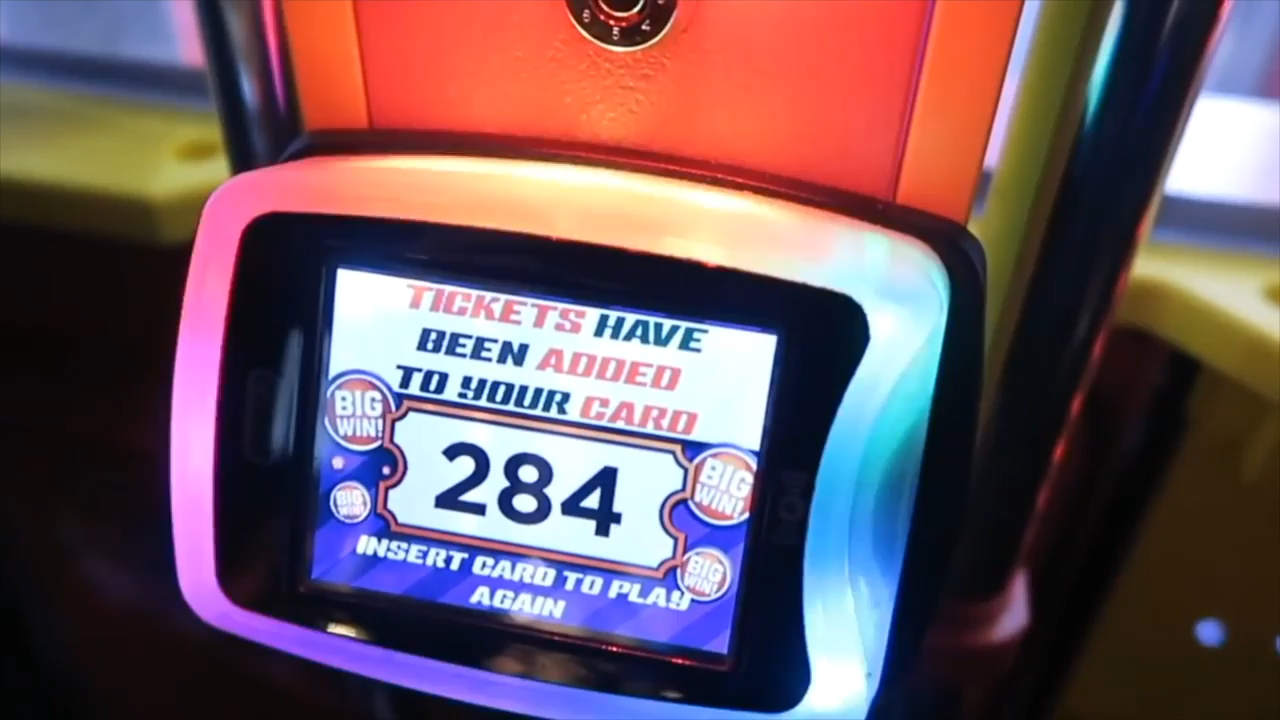 TICKETS HAVE
BEEN ADDED
TO YOUR CARD
BIG
WIN!
284
BIG
WIN!
BIG
WIN!
BIG
WIN!
INSERT CARD TO PLAY
AGAIN